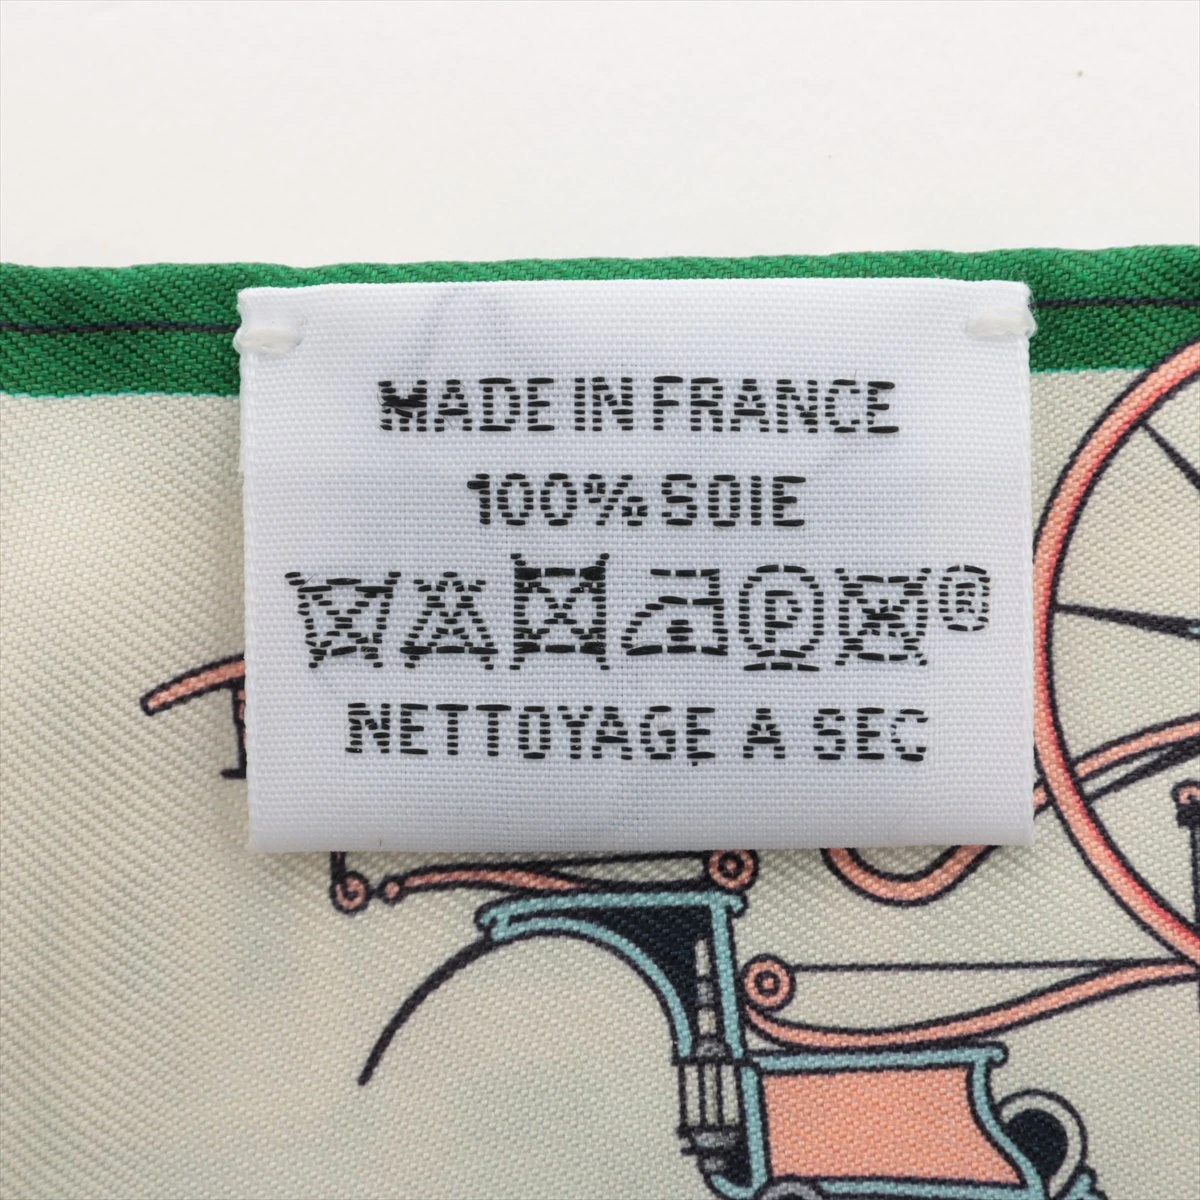 MADE IN FRANCE
100% SOIE
P ®
NETTOYAGE A SEC